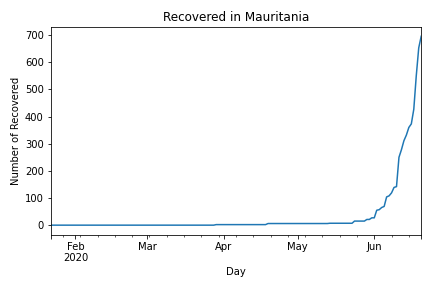 Recovered in Mauritania
Number of Recovered
700
600
500
400
300
200
100
0
Feb
2020
Mar
Apr
May
Jun
Day